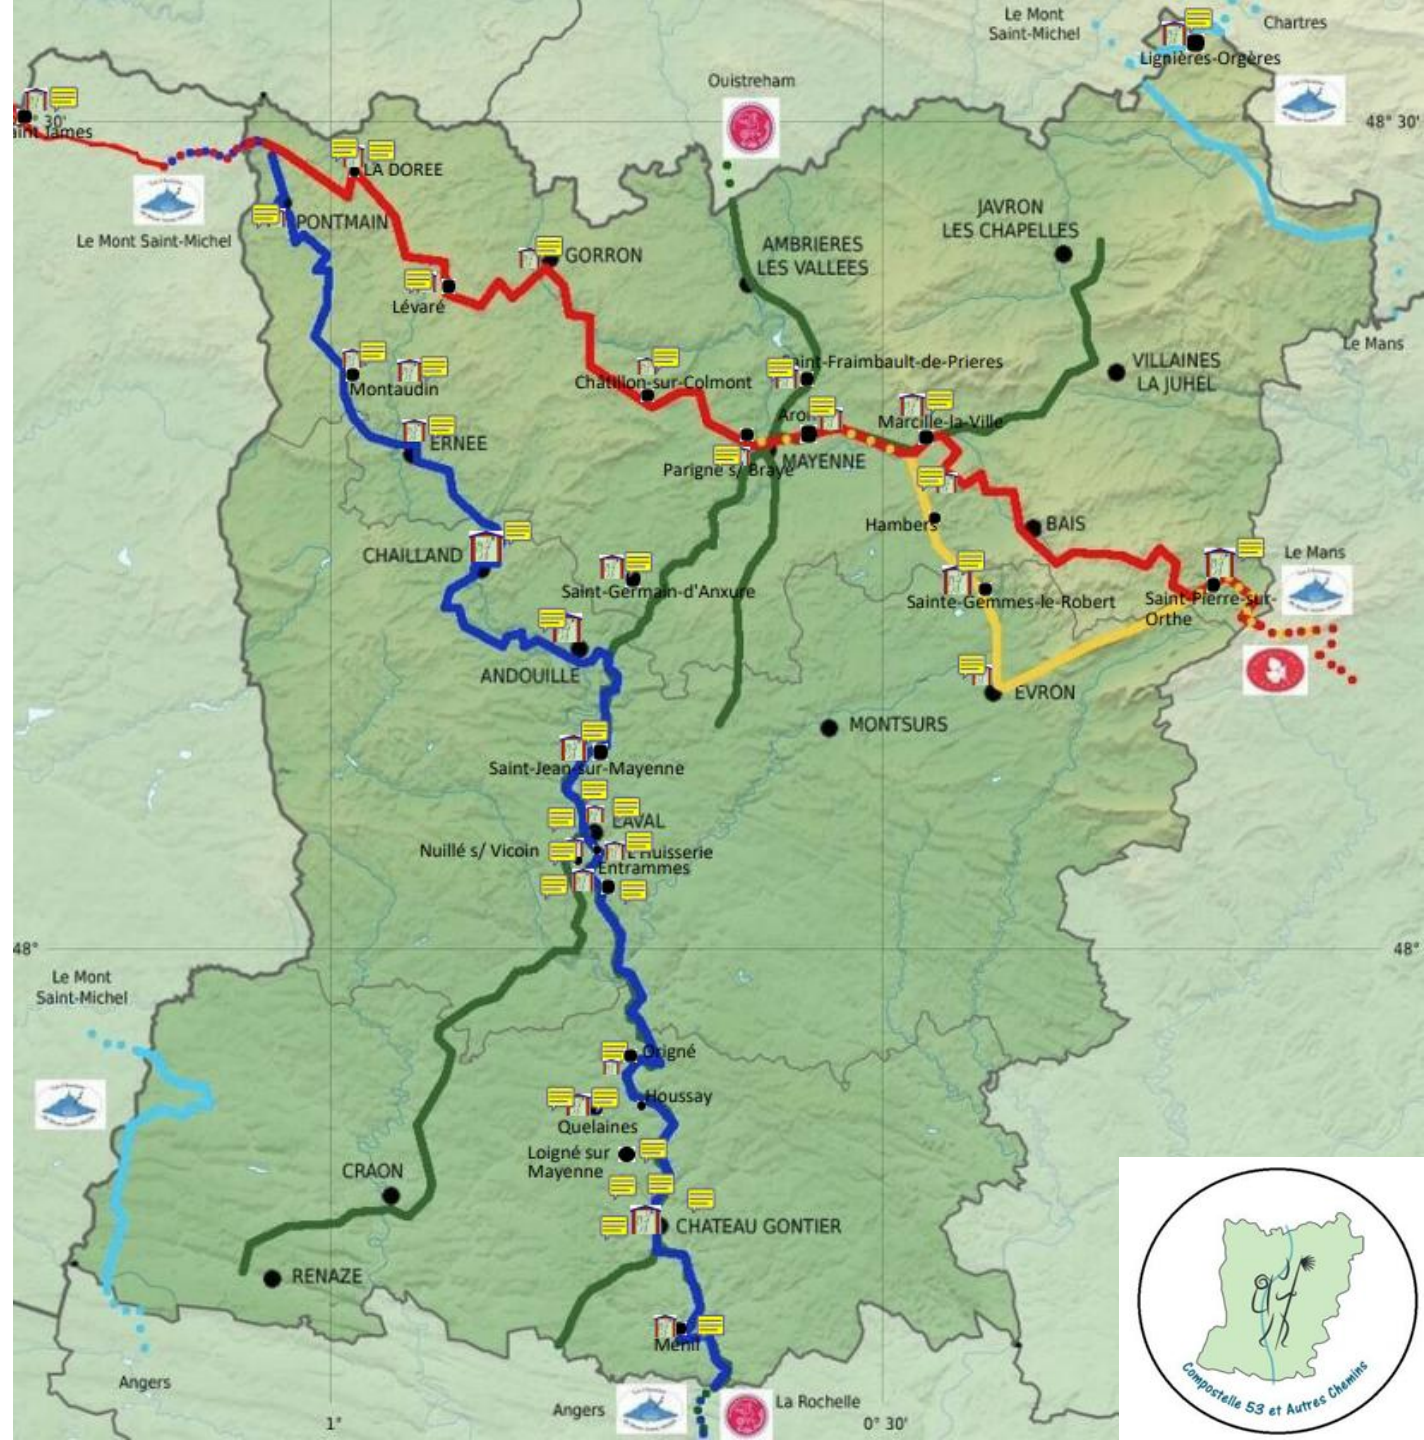 Le Mont
Saint-Michel
Chartres
Lignières-Orgères
Ouistreham
48° 30'
30'
aint James
LA DOREE
PONTMAIN
Le Mont Saint-Michel
JAVRON
LES CHAPELLES
AMBRIERES
LES VALLEES
GORRON
Lévaré
Le Mans
VILLAINES
LA JUHEL
aint-Fraimbault-de-Prieres
Châtillon-sur-Colmont
Montaudin
Aro
Marcille-la-Ville
ERNEE
Parigne s/ Braye
MAYENNE
Hambers
BAIS
CHAILLAND
Le Mans
Saint-Germain-d'Anxure
Sainte-Gemmes-le-Robert
Saint-Pierre-sur-
Orthe
ANDOUILLE
EVRON
MONTSURS
Saint-Jean-sur-Mayenne
LAVAL
Nuillé s/ Vicoin
L'Huisserie
Entrammes
48°
48°
Le Mont
Saint-Michel
Origné
Houssay
Quelaines
Loigné sur
Mayenne
CRAON
CHATEAU GONTIER
RENAZE
Ménil
Angers
Angers
La Rochelle
1°
0° 30'
Compostelle 53 et Autres Chemins